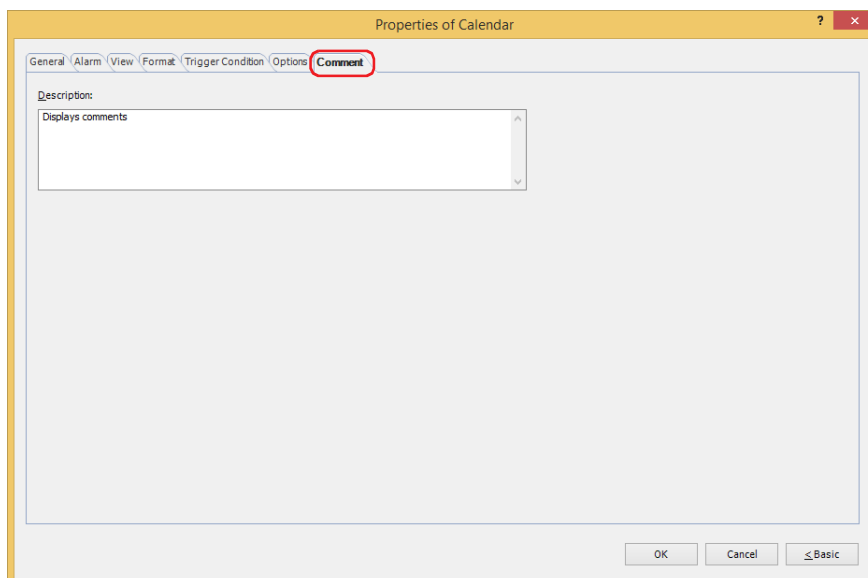 Properties of Calendar ? ×
General Alarm View Format Trigger Condition Options Comment
Description:
Displays comments
OK Cancel < Basic